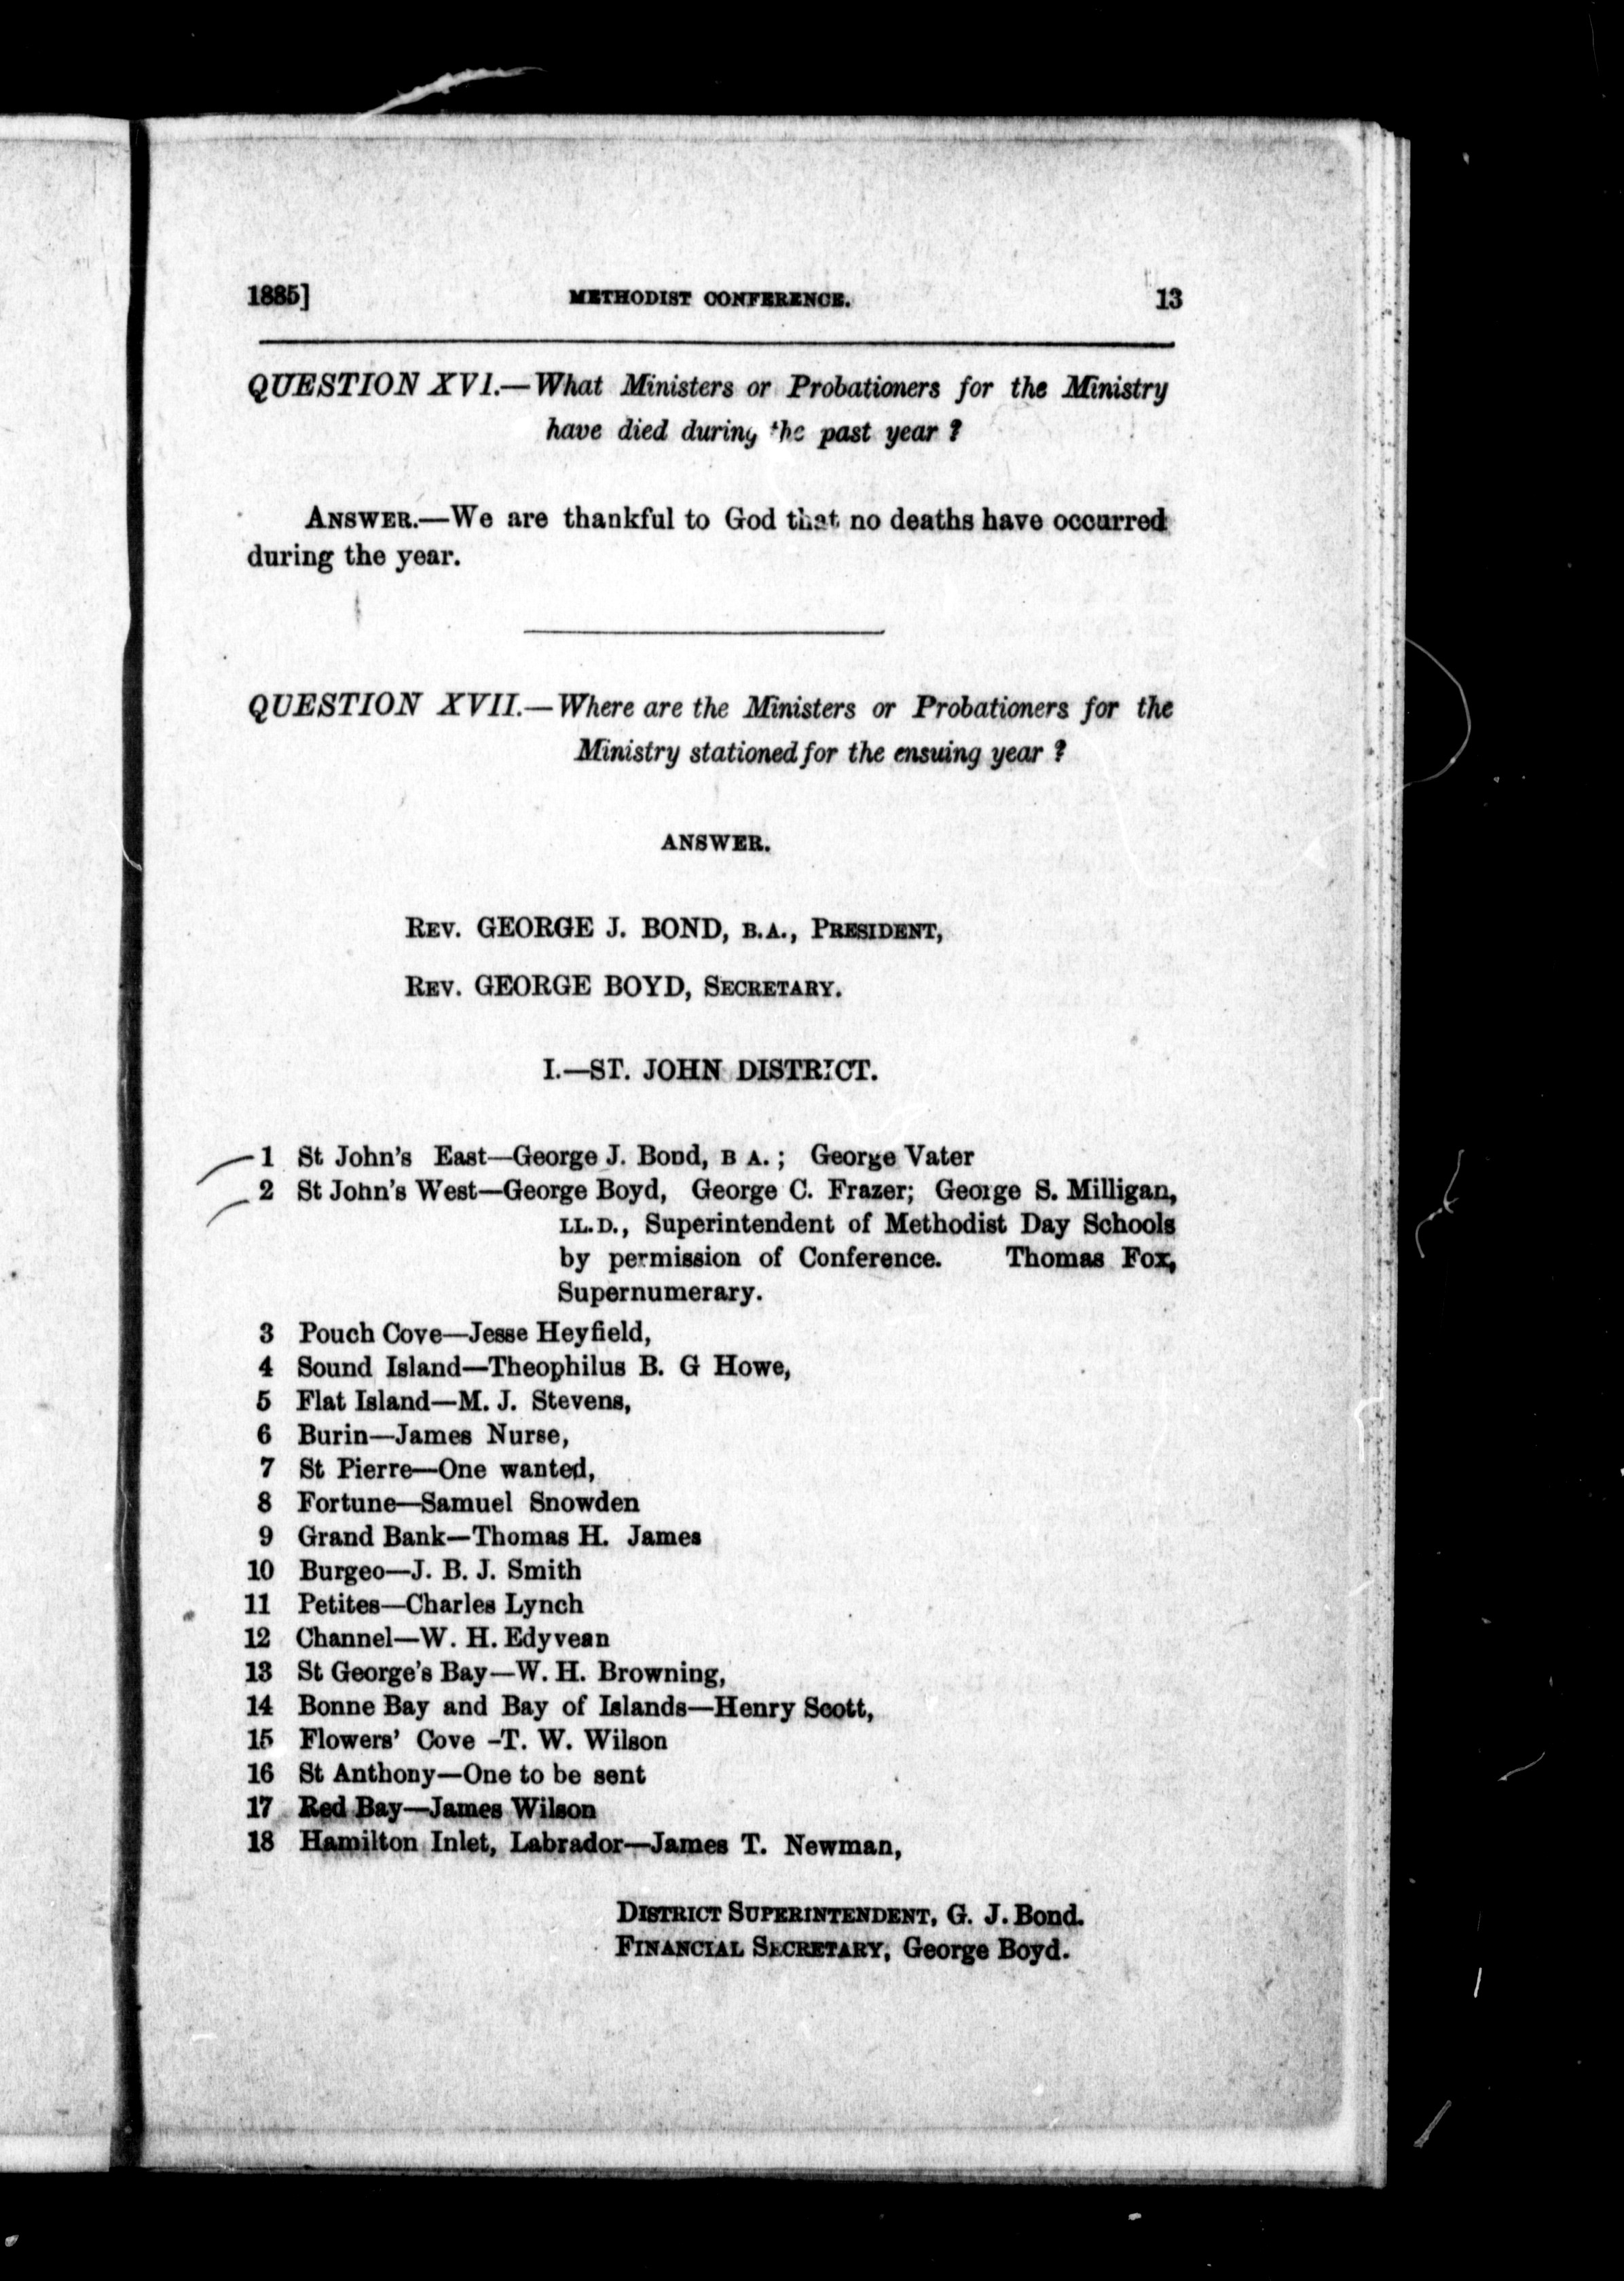 1885] METHODIST CONFERENCE. 13
QUESTION XVI.—What Ministers or Probationers for the Ministry
have died during the past year ?
ANSWER.—We are thankful to God that no deaths have occurred
during the year.
QUESTION XVII.—Where are the Ministers or Probationers for the
Ministry stationed for the ensuing year ?
ANSWER.
REV. GEORGE J. BOND, B.A., PRESIDENT,
REV. GEORGE BOYD, SECRETARY.
I.—ST. JOHN DISTRICT.
1 St John's East—George J. Bond, B A. ; George Vater
2 St John's West—George Boyd, George C. Frazer; George S. Milligan,
LL.D., Superintendent of Methodist Day Schools
by permission of Conference. Thomas Fox,
Supernumerary.
3 Pouch Cove—Jesse Heyfield,
4 Sound Island—Theophilus B. G Howe,
5 Flat Island—M. J. Stevens,
6 Burin—James Nurse,
7 St Pierre—One wanted,
8 Fortune—Samuel Snowden
9 Grand Bank—Thomas H. James
10 Burgeo—J. B. J. Smith
11 Petites—Charles Lynch
12 Channel—W. H. Edyvean
13 St George's Bay—W. H. Browning,
14 Bonne Bay and Bay of Islands—Henry Scott,
15 Flowers' Cove -T. W. Wilson
16 St Anthony—One to be sent
17 Red Bay—James Wilson
18 Hamilton Inlet, Labrador—James T. Newman,
DISTRICT SUPERINTENDENT, G. J. Bond.
FINANCIAL SECRETARY, George Boyd.